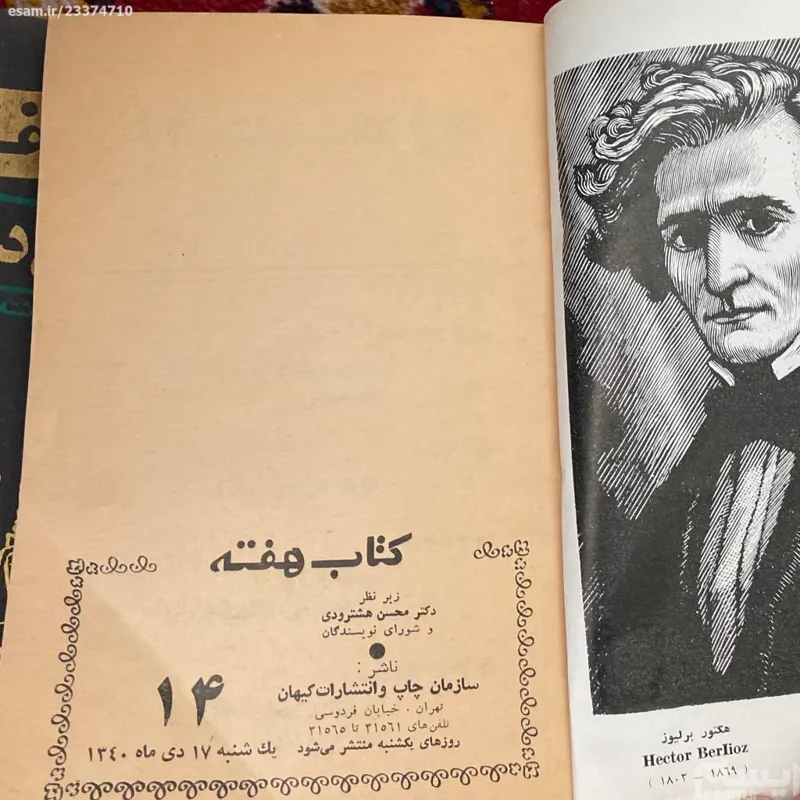 esam.ir/23374710
کتاب هفته
زیر نظر
دکتر محسن هشترودی
و شورای نویسندگان
ناشر :
سازمان چاپ وانتشارات کیهان
تهران ، خیابان فردوسی
تلفن‌های ۳۱۵۶۱ تا ۳۱۵۶۵
روزهای یکشنبه منتشر می‌شود
۱۴
یك شنبه ۱۷ دی ماه ۱۳۴۰
هکتور برلیوز
Hector Berlioz
( ۱۸۰۳ – ۱۸۶۹ )